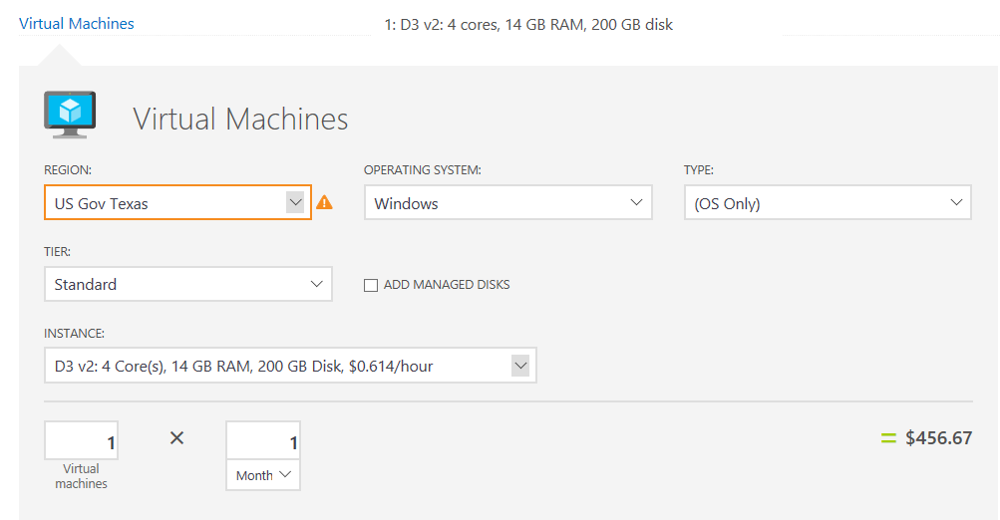 Virtual Machines
1: D3 v2: 4 cores, 14 GB RAM, 200 GB disk
Virtual Machines
REGION:
OPERATING SYSTEM:
TYPE:
US Gov Texas
Windows
(OS Only)
TIER:
Standard
ADD MANAGED DISKS
INSTANCE:
D3 v2: 4 Core(s), 14 GB RAM, 200 GB Disk, $0.614/hour
1
×
1
= $456.67
Virtual
machines
Month